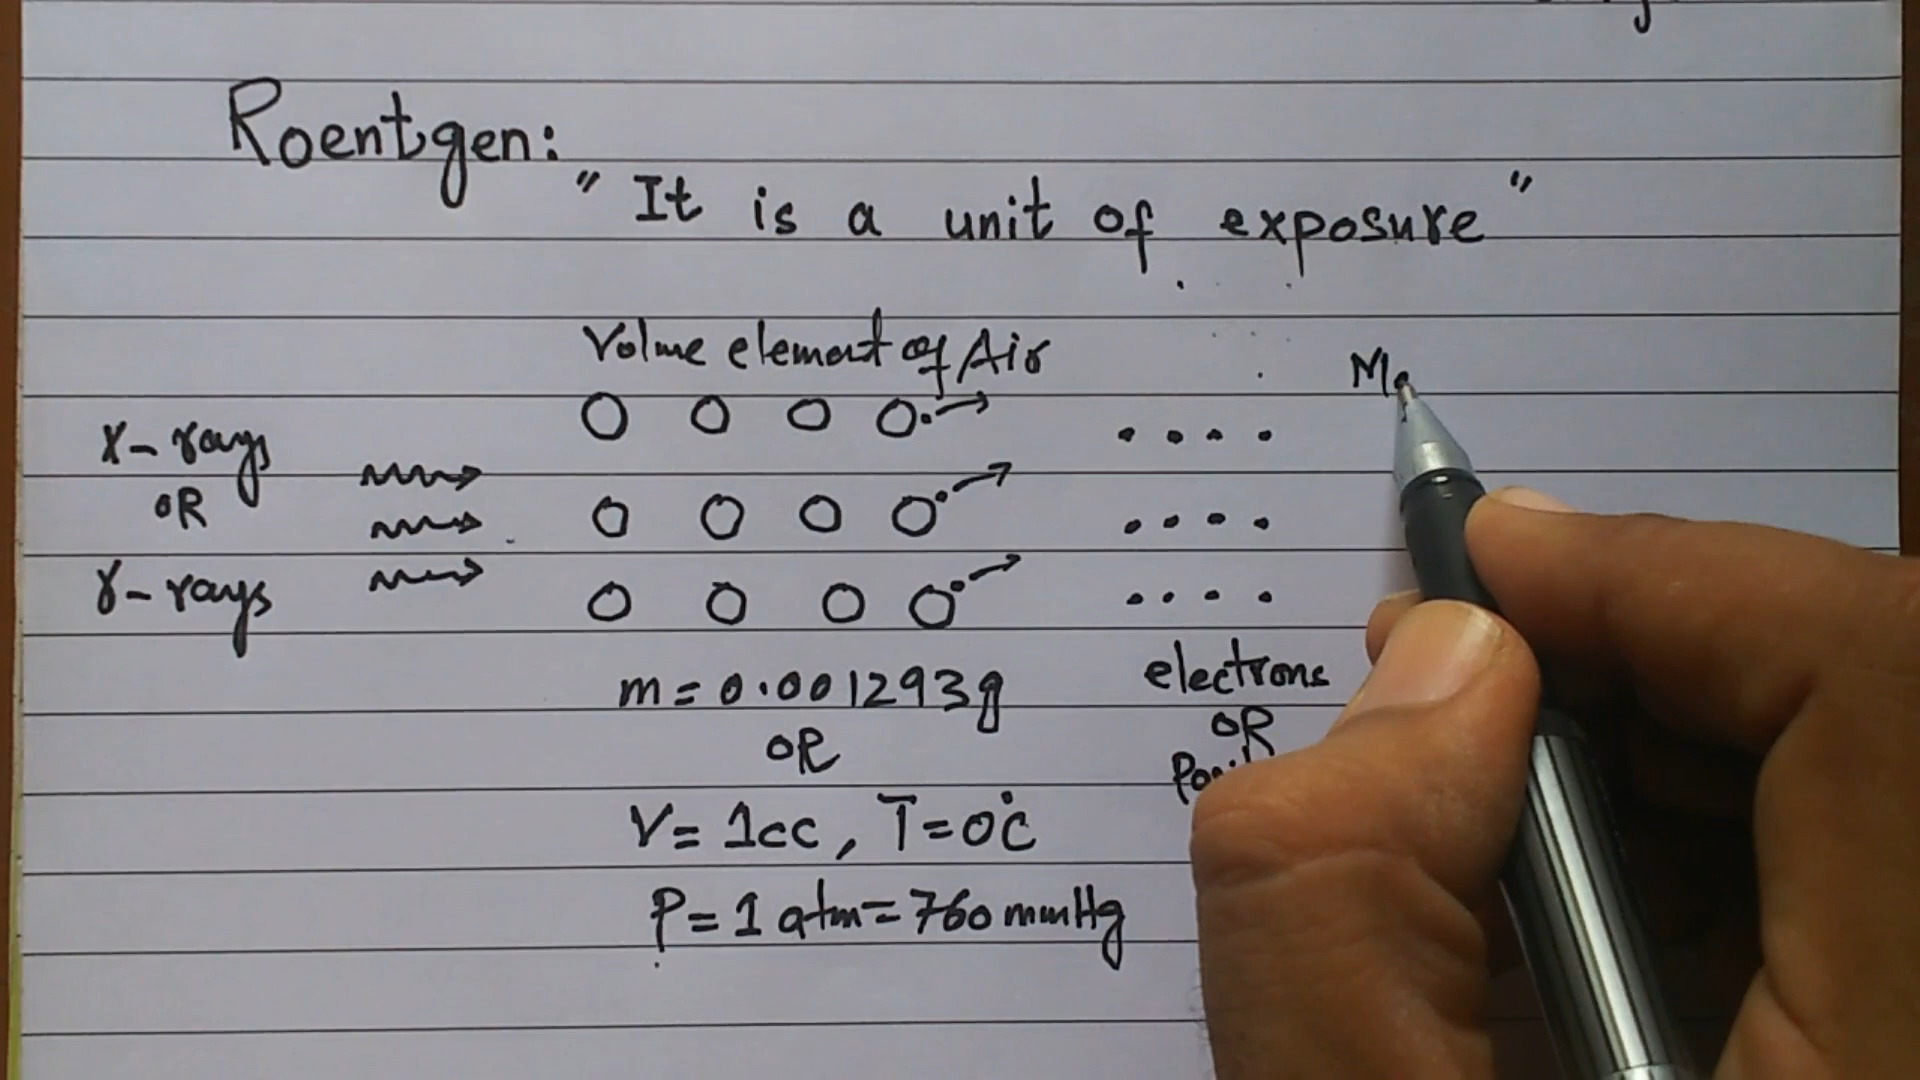 Roentgen:
" It is a unit of exposure "
Volme element of Air
X-rays
OR
γ-rays
m = 0.001293g
OR
V = 1cc, T = 0°C
P = 1 atm = 760 mmHg
electrons
OR